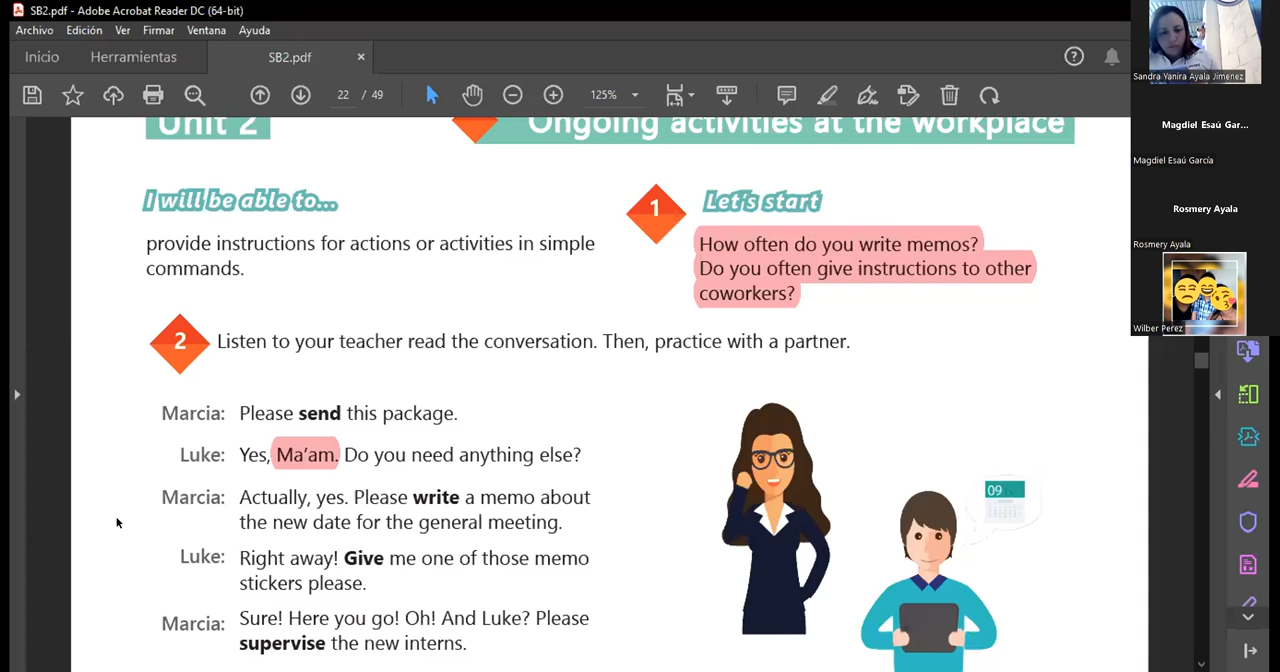 SB2.pdf - Adobe Acrobat Reader DC (64-bit)
Archivo Edición Ver Firmar Ventana Ayuda
Inicio Herramientas SB2.pdf
22 / 49 125%
Unit 2
Ongoing activities at the workplace
I will be able to...
provide instructions for actions or activities in simple
commands.
1 Let's start
How often do you write memos?
Do you often give instructions to other
coworkers?
2 Listen to your teacher read the conversation. Then, practice with a partner.
Marcia: Please send this package.
Luke: Yes, Ma'am. Do you need anything else?
Marcia: Actually, yes. Please write a memo about
the new date for the general meeting.
Luke: Right away! Give me one of those memo
stickers please.
Marcia: Sure! Here you go! Oh! And Luke? Please
supervise the new interns.
09
Sandra Yanira Ayala Jimenez
Magdiel Esaú Gar...
Magdiel Esaú García
Rosmery Ayala
Rosmery Ayala
Wilber Perez